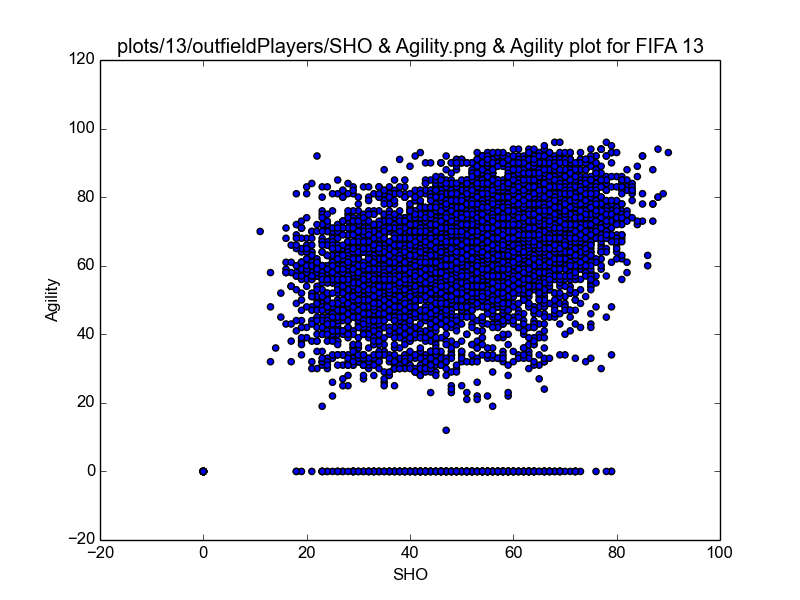 plots/13/outfieldPlayers/SHO & Agility.png & Agility plot for FIFA 13
120
100
80
60
40
20
0
−20
Agility
−20 0 20 40 60 80 100
SHO